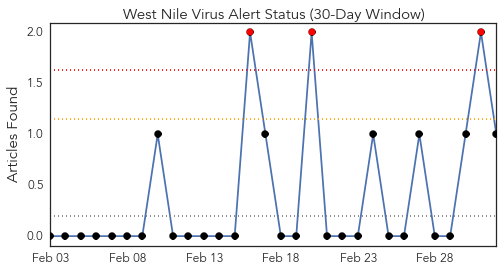 West Nile Virus Alert Status (30-Day Window)
Articles Found
2.0
1.5
1.0
0.5
0.0
Feb 03 Feb 08 Feb 13 Feb 18 Feb 23 Feb 28